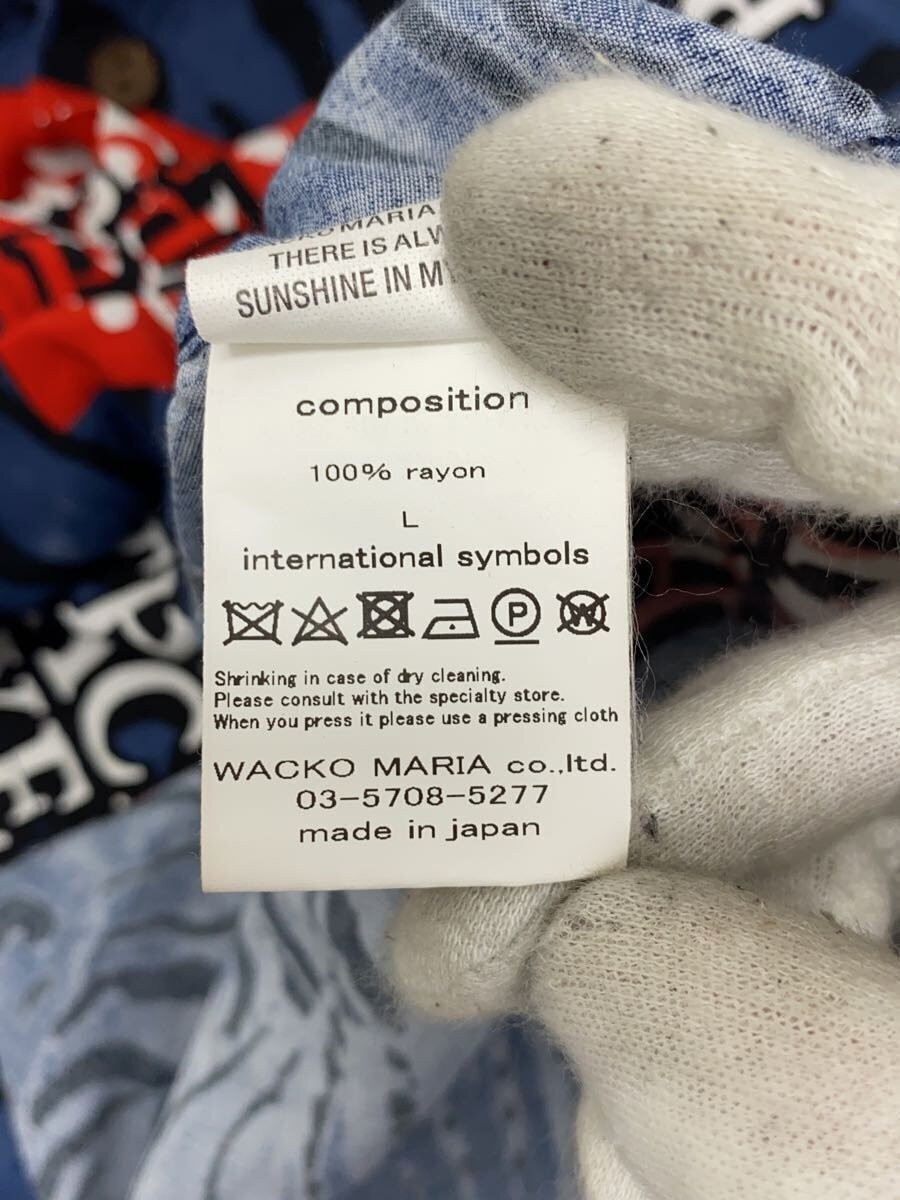 WACKO MARIA
THERE IS
SUNSHINE IN
composition
100% rayon
L
international symbols
P W
Shrinking in case of dry cleaning.
Please consult with the specialty store.
When you press it please use a pressing cloth
WACKO MARIA co.,ltd.
03-5708-5277
made in japan